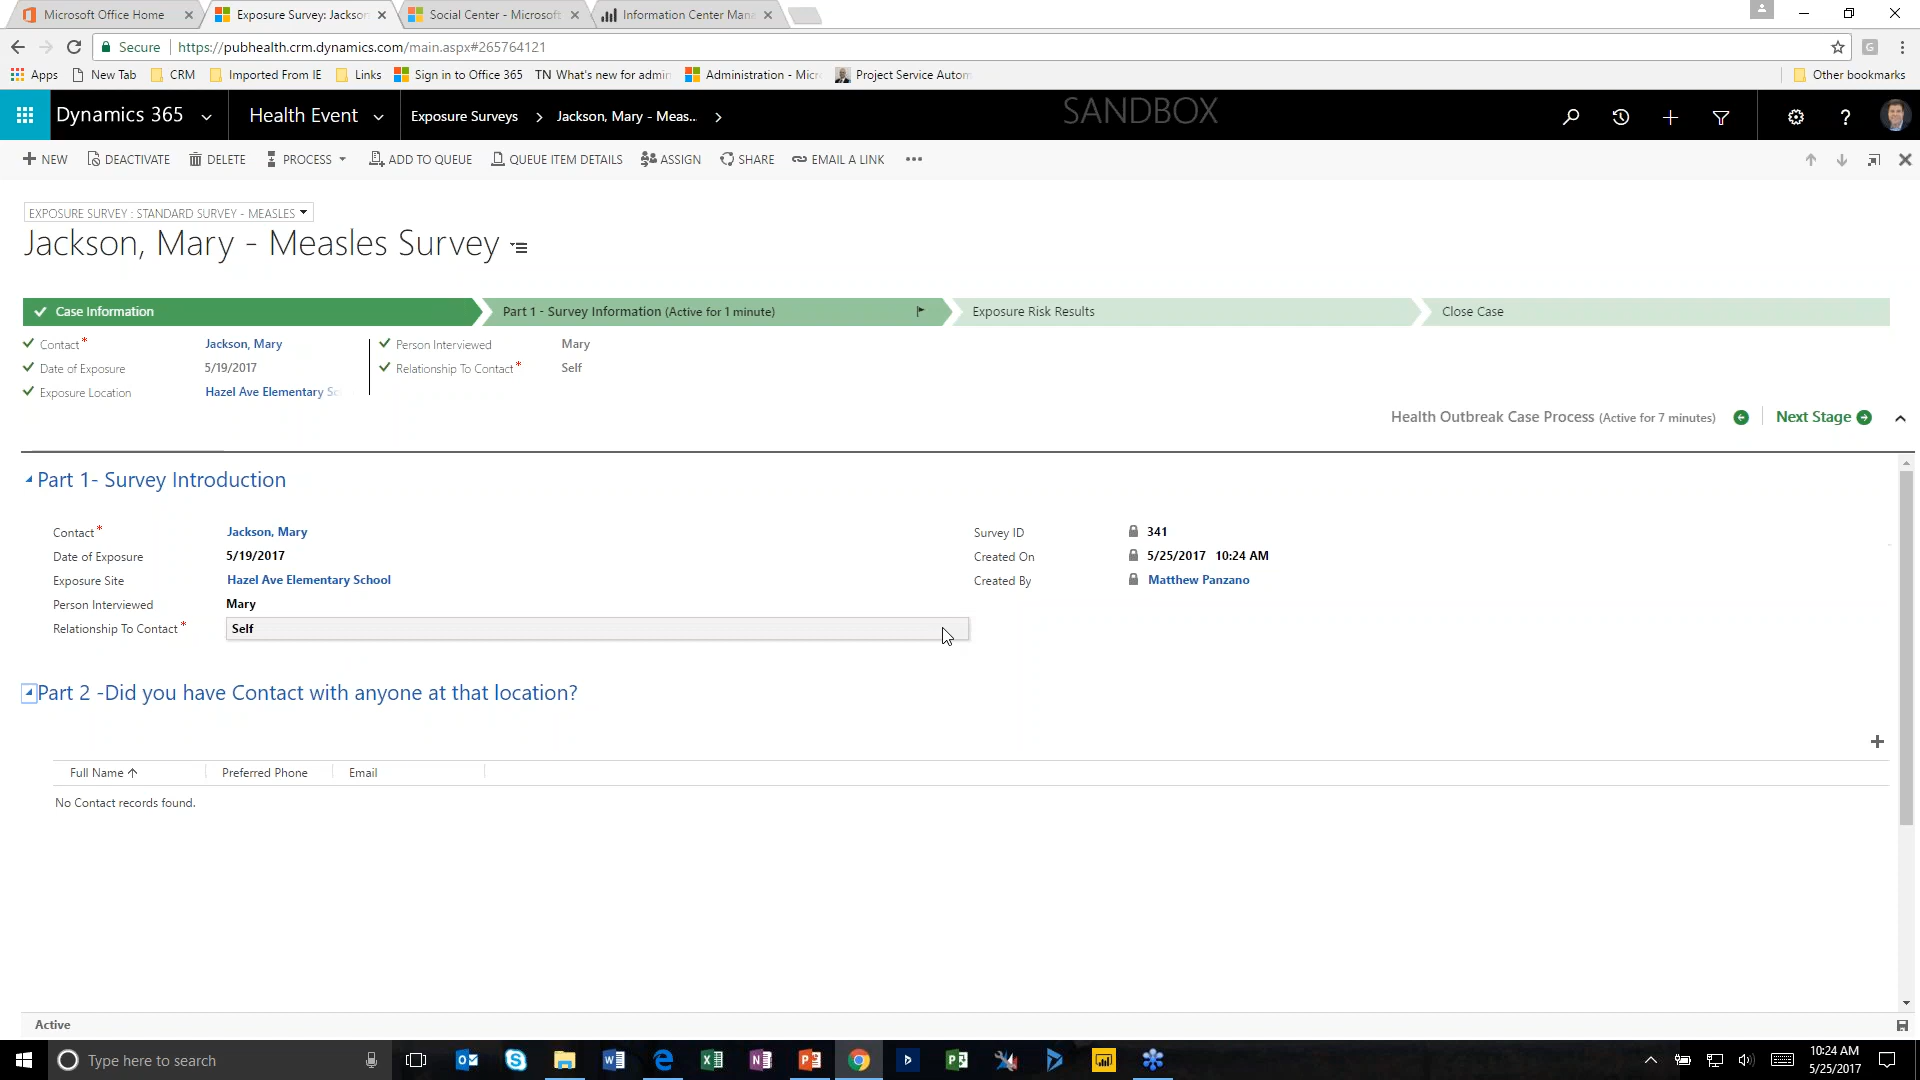 Microsoft Office Home
Exposure Survey: Jackson
Social Center - Microsoft
Information Center Mana
Secure
https://pubhealth.crm.dynamics.com/main.aspx#265764121
Apps
New Tab
CRM
Imported From IE
Links
Sign in to Office 365
TN What's new for admin
Administration - Micro
Project Service Autom
Other bookmarks
Dynamics 365
Health Event
Exposure Surveys
Jackson, Mary - Meas...
SANDBOX
NEW
DEACTIVATE
DELETE
PROCESS
ADD TO QUEUE
QUEUE ITEM DETAILS
ASSIGN
SHARE
EMAIL A LINK
EXPOSURE SURVEY : STANDARD SURVEY - MEASLES
Jackson, Mary - Measles Survey
Case Information
Part 1 - Survey Information (Active for 1 minute)
Exposure Risk Results
Close Case
Contact* Jackson, Mary
Person Interviewed Mary
Date of Exposure 5/19/2017
Relationship To Contact* Self
Exposure Location Hazel Ave Elementary Sc
Health Outbreak Case Process (Active for 7 minutes)
Next Stage
Part 1- Survey Introduction
Contact* Jackson, Mary
Survey ID 341
Date of Exposure 5/19/2017
Created On 5/25/2017 10:24 AM
Exposure Site Hazel Ave Elementary School
Created By Matthew Panzano
Person Interviewed Mary
Relationship To Contact* Self
Part 2 -Did you have Contact with anyone at that location?
Full Name
Preferred Phone
Email
No Contact records found.
Active
Type here to search
10:24 AM
5/25/2017